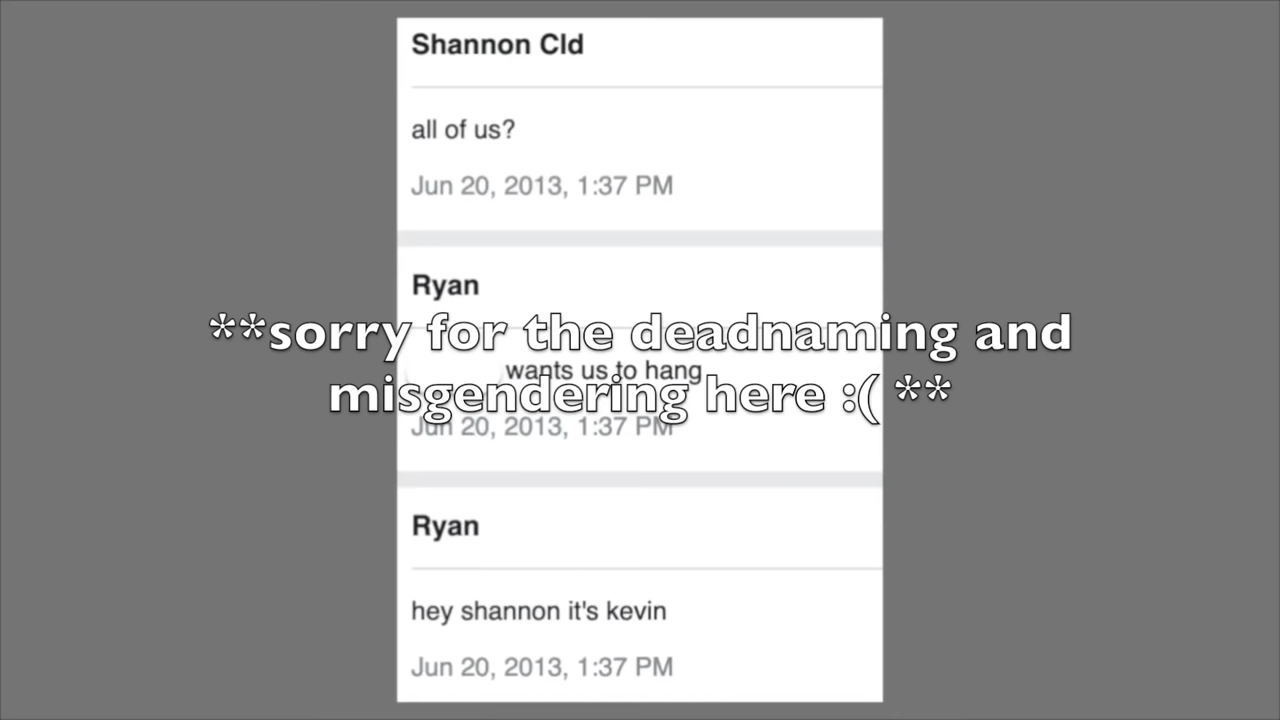 Shannon Cld
all of us?
Jun 20, 2013, 1:37 PM
Ryan
**sorry for the deadnaming and
wants us to hang
misgendering here :( **
Jun 20, 2013, 1:37 PM
Ryan
hey shannon it's kevin
Jun 20, 2013, 1:37 PM